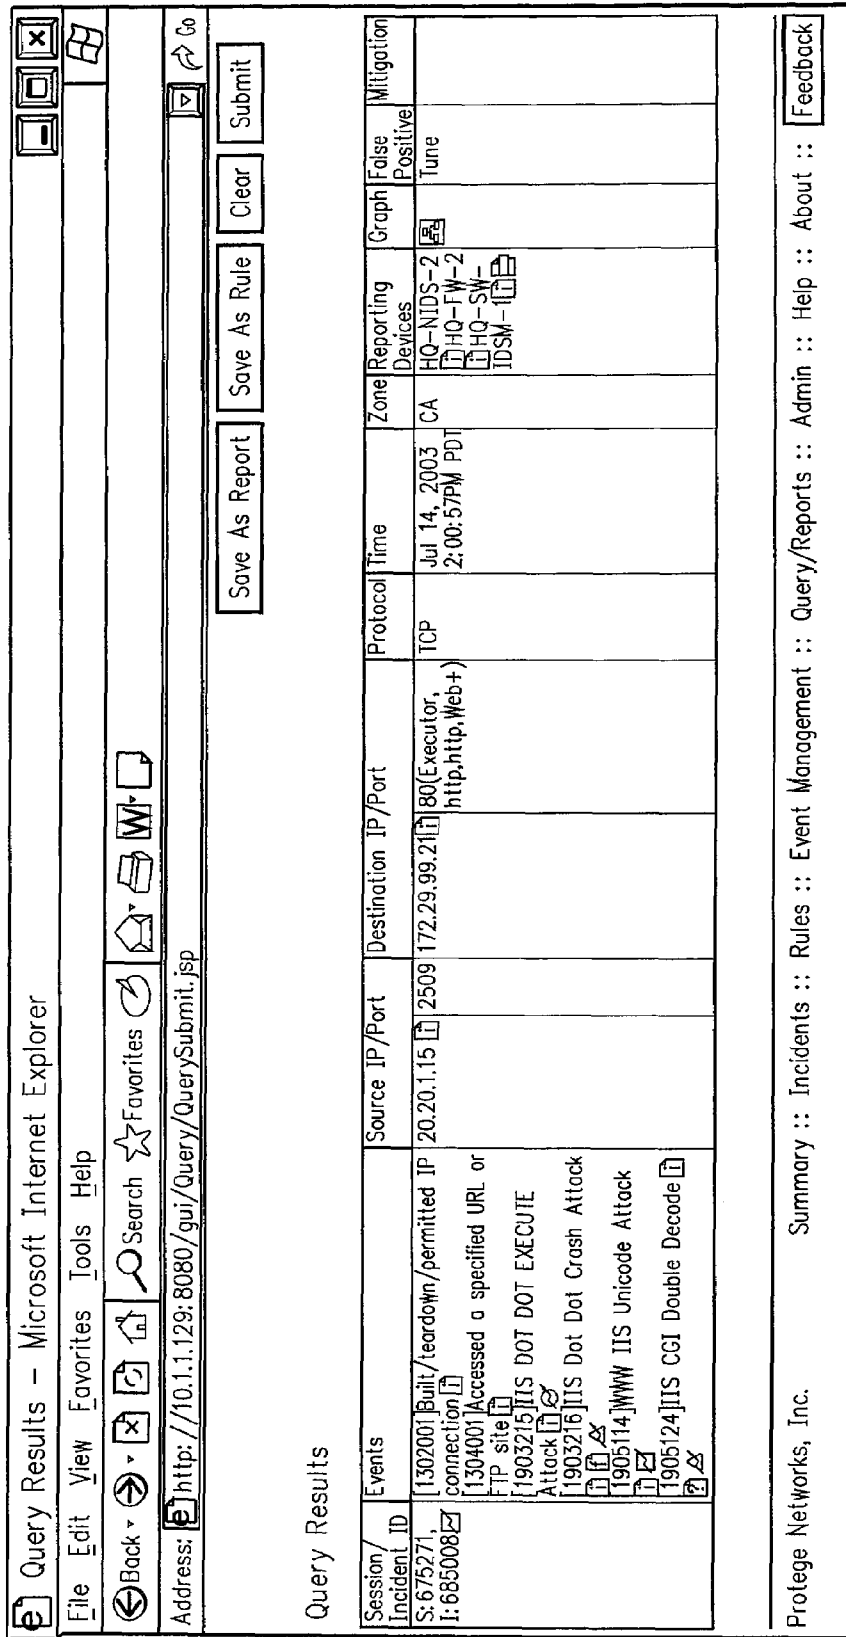 Query Results – Microsoft Internet Explorer
File Edit View Favorites Tools Help
Back Search Favorites W
Address: http: //10.1.1.129: 8080/gui/Query/QuerySubmit.jsp Go
Save As Report Save As Rule Clear Submit
Query Results
Session/
Incident ID
Events
Source IP/Port
Destination IP/Port
Protocol
Time
Zone
Reporting
Devices
Graph
False
Positive
Mitigation
S: 675271,
I: 685008
[1302001]Built/teardown/permitted IP
connection i
[1304001]Accessed a specified URL or
FTP site i
[1903215]IIS DOT DOT EXECUTE
Attack i
[1903216]IIS Dot Dot Crash Attack
i f
1905114]WWW IIS Unicode Attack
i
1905124]IIS CGI Double Decode i
?
20.20.1.15 i
2509
172.29.99.21 i
80(Executor,
http,http,Web+)
TCP
Jul 14, 2003
2: 00: 57PM PDT
CA
HQ-NIDS-2
i HQ-FW-2
i HQ-SW-
IDSM-1 i
Tune
Protege Networks, Inc.
Summary :: Incidents :: Rules :: Event Management :: Query/Reports :: Admin :: Help :: About :: Feedback